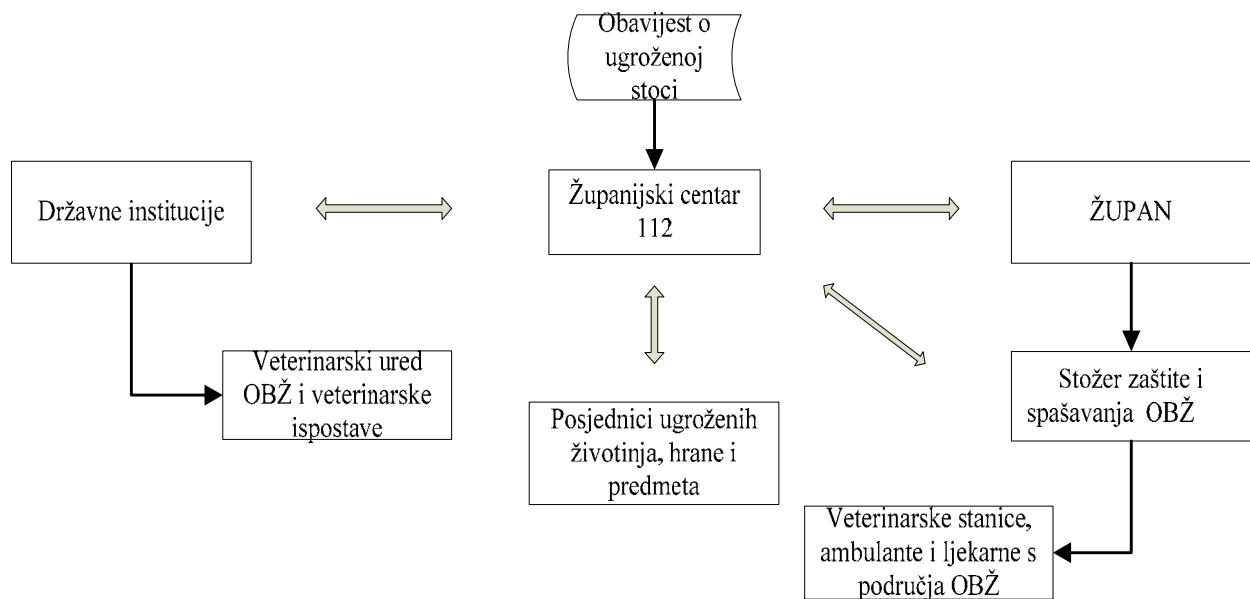 Obavijest o
ugroženoj
stoci
Državne institucije
Županijski centar
112
ŽUPAN
Veterinarski ured
OBŽ i veterinarske
ispostave
Posjednici ugroženih
životinja, hrane i
predmeta
Stožer zaštite i
spašavanja OBŽ
Veterinarske stanice,
ambulante i ljekarne s
područja OBŽ